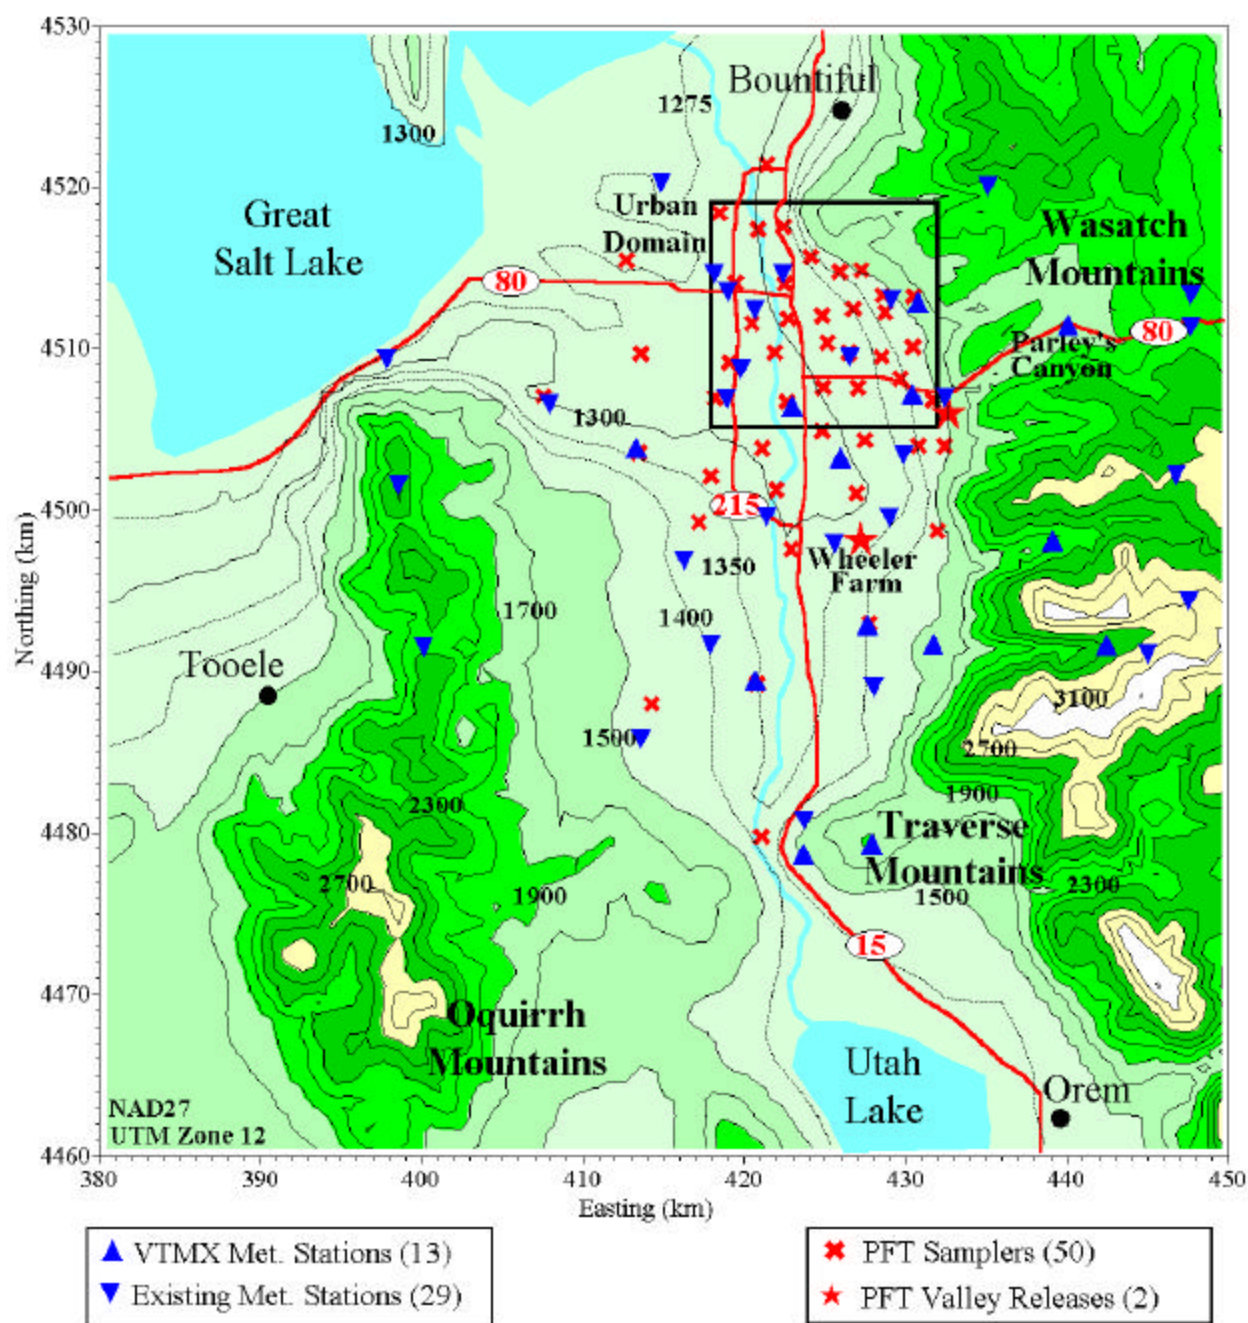 4530
Bountiful
1275
1300
4520
Urban
Great
Wasatch
Domain
Salt Lake
Mountains
80
80
Parley's
4510
Canyon
1300
4500
215
Wheeler
1350
Farm
1700
1400
Northing (km)
Tooele
4490
3100
1500
2700
1900
2300
4480
Traverse
Mountains
2700
1900
2300
1500
15
4470
Oquirrh
Mountains
Utah
Lake
Orem
NAD27
UTM Zone 12
4460
380 390 400 410 420 430 440 450
Easting (km)
VTMX Met. Stations (13)
Existing Met. Stations (29)
PFT Samplers (50)
PFT Valley Releases (2)